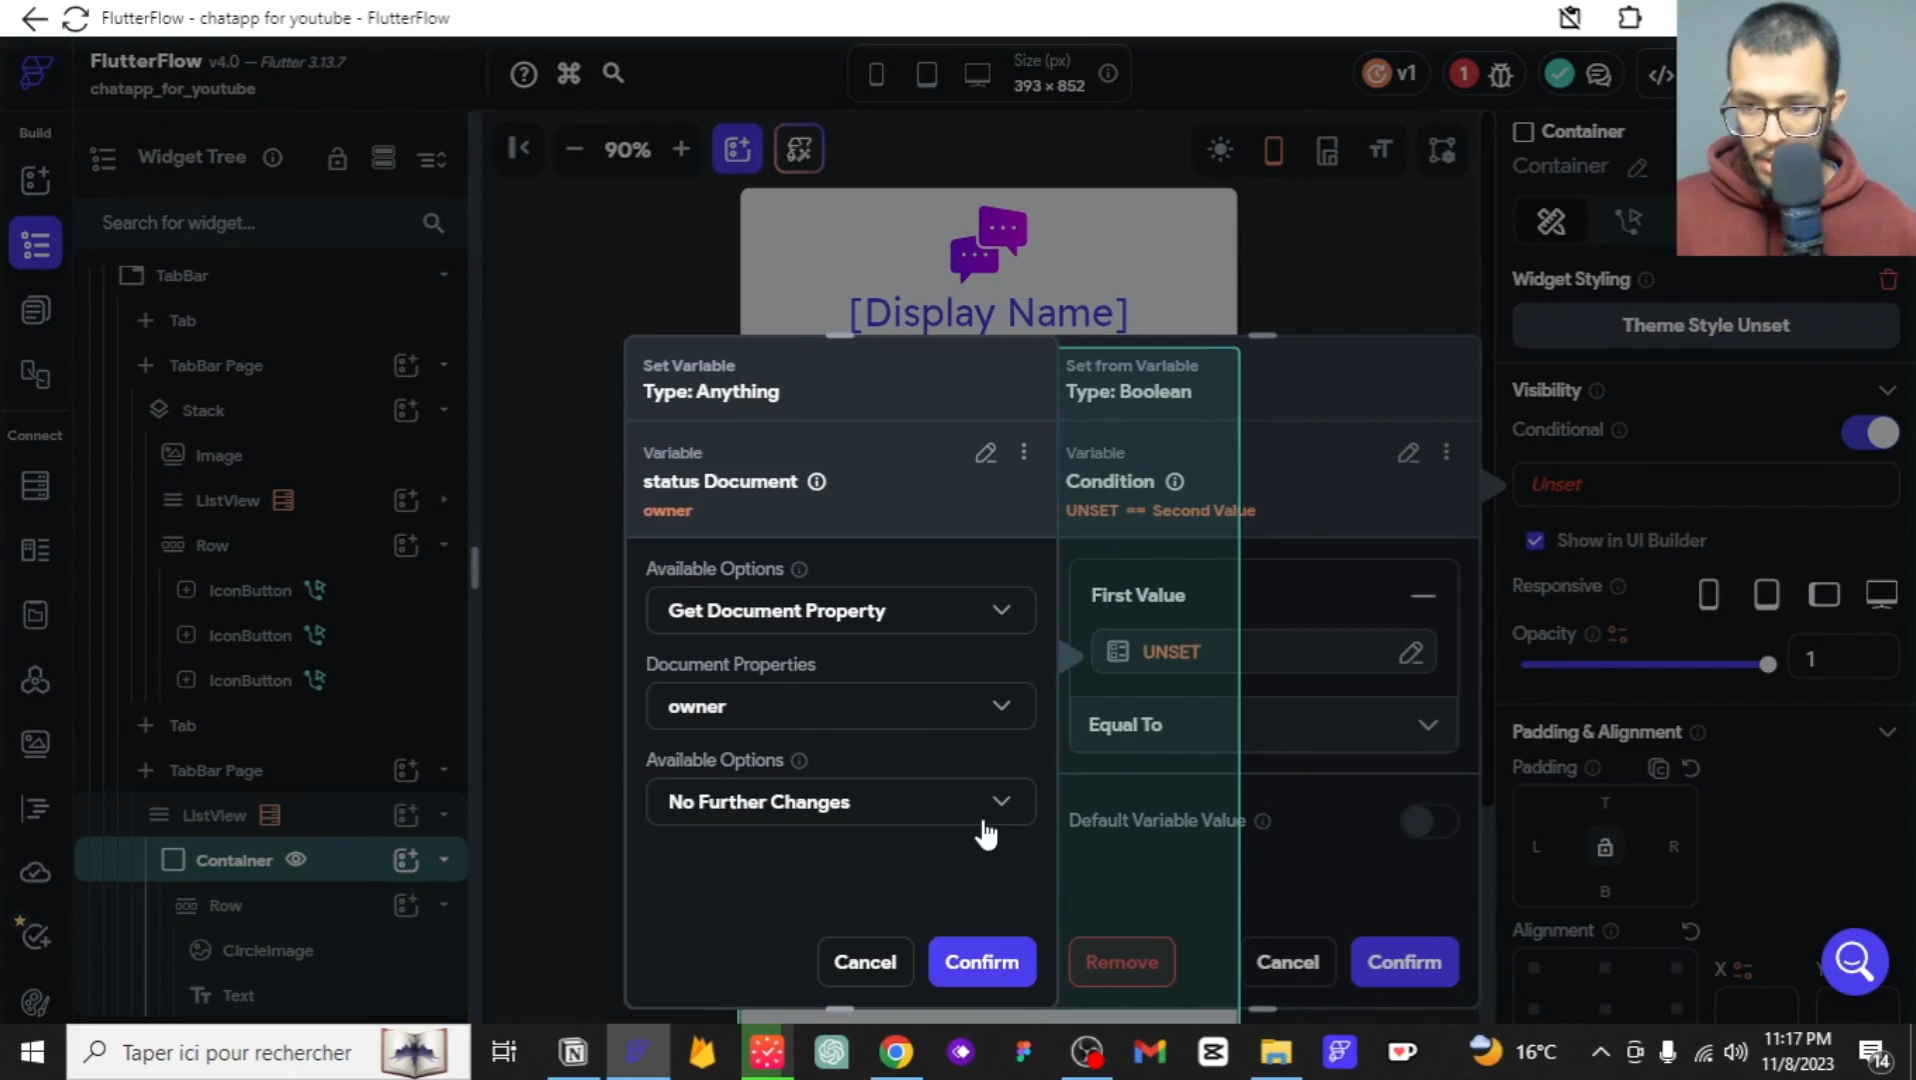 FlutterFlow - chatapp for youtube - FlutterFlow
FlutterFlow v4.0 — Flutter 3.13.7
chatapp_for_youtube
Size (px)
393 × 852
v1
1
Build
Widget Tree
90%
Search for widget...
TabBar
Tab
TabBar Page
Stack
Image
ListView
Row
IconButton
IconButton
IconButton
Tab
TabBar Page
ListView
Container
Row
CircleImage
Text
Connect
[Display Name]
Set Variable
Type: Anything
Variable
status Document
owner
Available Options
Get Document Property
Document Properties
owner
Available Options
No Further Changes
Cancel
Confirm
Set from Variable
Type: Boolean
Variable
Condition
UNSET == Second Value
First Value
UNSET
Equal To
Default Variable Value
Remove
Cancel
Confirm
Container
Container
Widget Styling
Theme Style Unset
Visibility
Conditional
Unset
Show in UI Builder
Responsive
Opacity
1
Padding & Alignment
Padding
T
L
R
B
Alignment
X
Taper ici pour rechercher
16°C
11:17 PM
11/8/2023
14